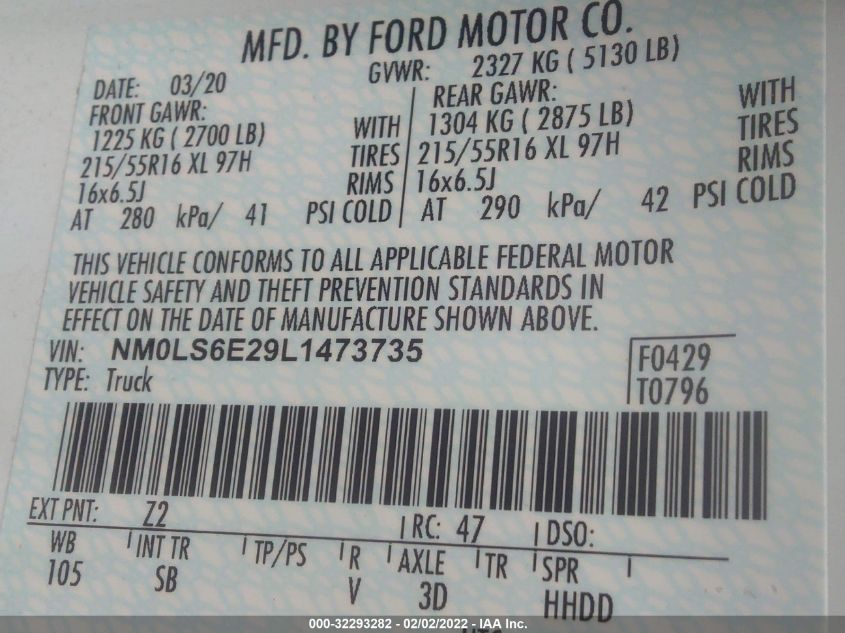 MFD. BY FORD MOTOR CO.
DATE: 03/20 GVWR: 2327 KG ( 5130 LB)
FRONT GAWR: REAR GAWR: WITH
1225 KG ( 2700 LB) WITH 1304 KG ( 2875 LB) TIRES
215/55R16 XL 97H TIRES 215/55R16 XL 97H RIMS
16x6.5J RIMS 16x6.5J
AT 280 kPa/ 41 PSI COLD AT 290 kPa/ 42 PSI COLD
THIS VEHICLE CONFORMS TO ALL APPLICABLE FEDERAL MOTOR
VEHICLE SAFETY AND THEFT PREVENTION STANDARDS IN
EFFECT ON THE DATE OF MANUFACTURE SHOWN ABOVE.
VIN: NM0LS6E29L1473735 F0429
TYPE: Truck T0796
EXT PNT: Z2 RC: 47 DSO:
WB INT TR TP/PS R AXLE TR SPR
105 SB V 3D HHDD
000-32293282 - 02/02/2022 - IAA Inc.